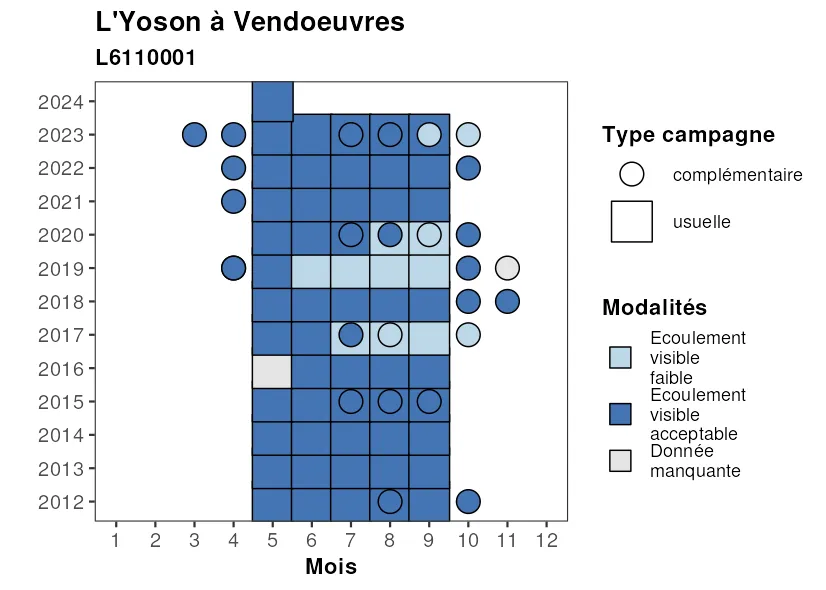 L'Yoson à Vendoeuvres
L6110001
2024
2023
2022
2021
2020
2019
2018
2017
2016
2015
2014
2013
2012
1 2 3 4 5 6 7 8 9 10 11 12
Mois
Type campagne
complémentaire
usuelle
Modalités
Ecoulement
visible
faible
Ecoulement
visible
acceptable
Donnée
manquante